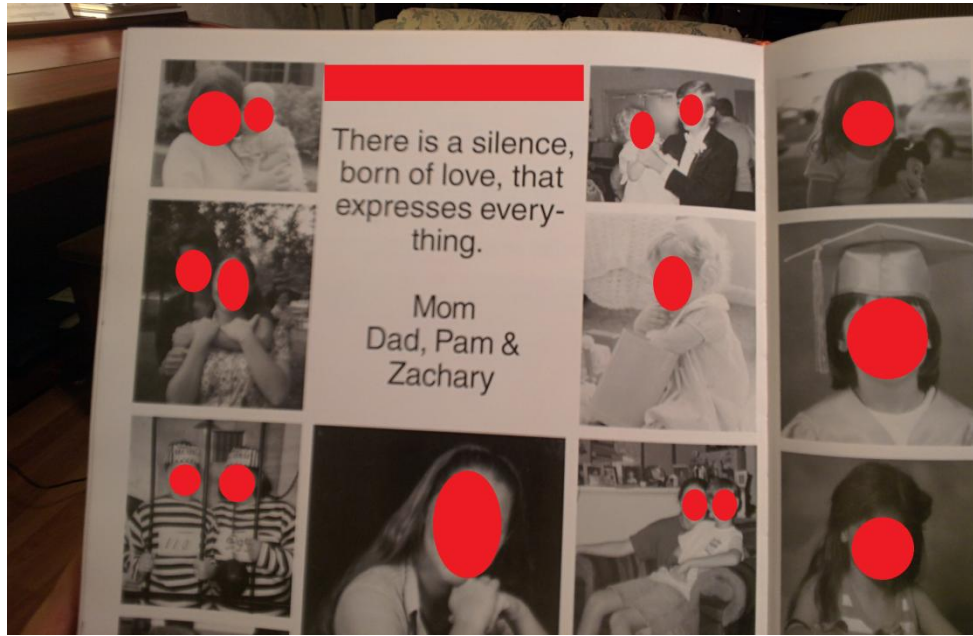 There is a silence,
born of love, that
expresses every-
thing.
Mom
Dad, Pam &
Zachary